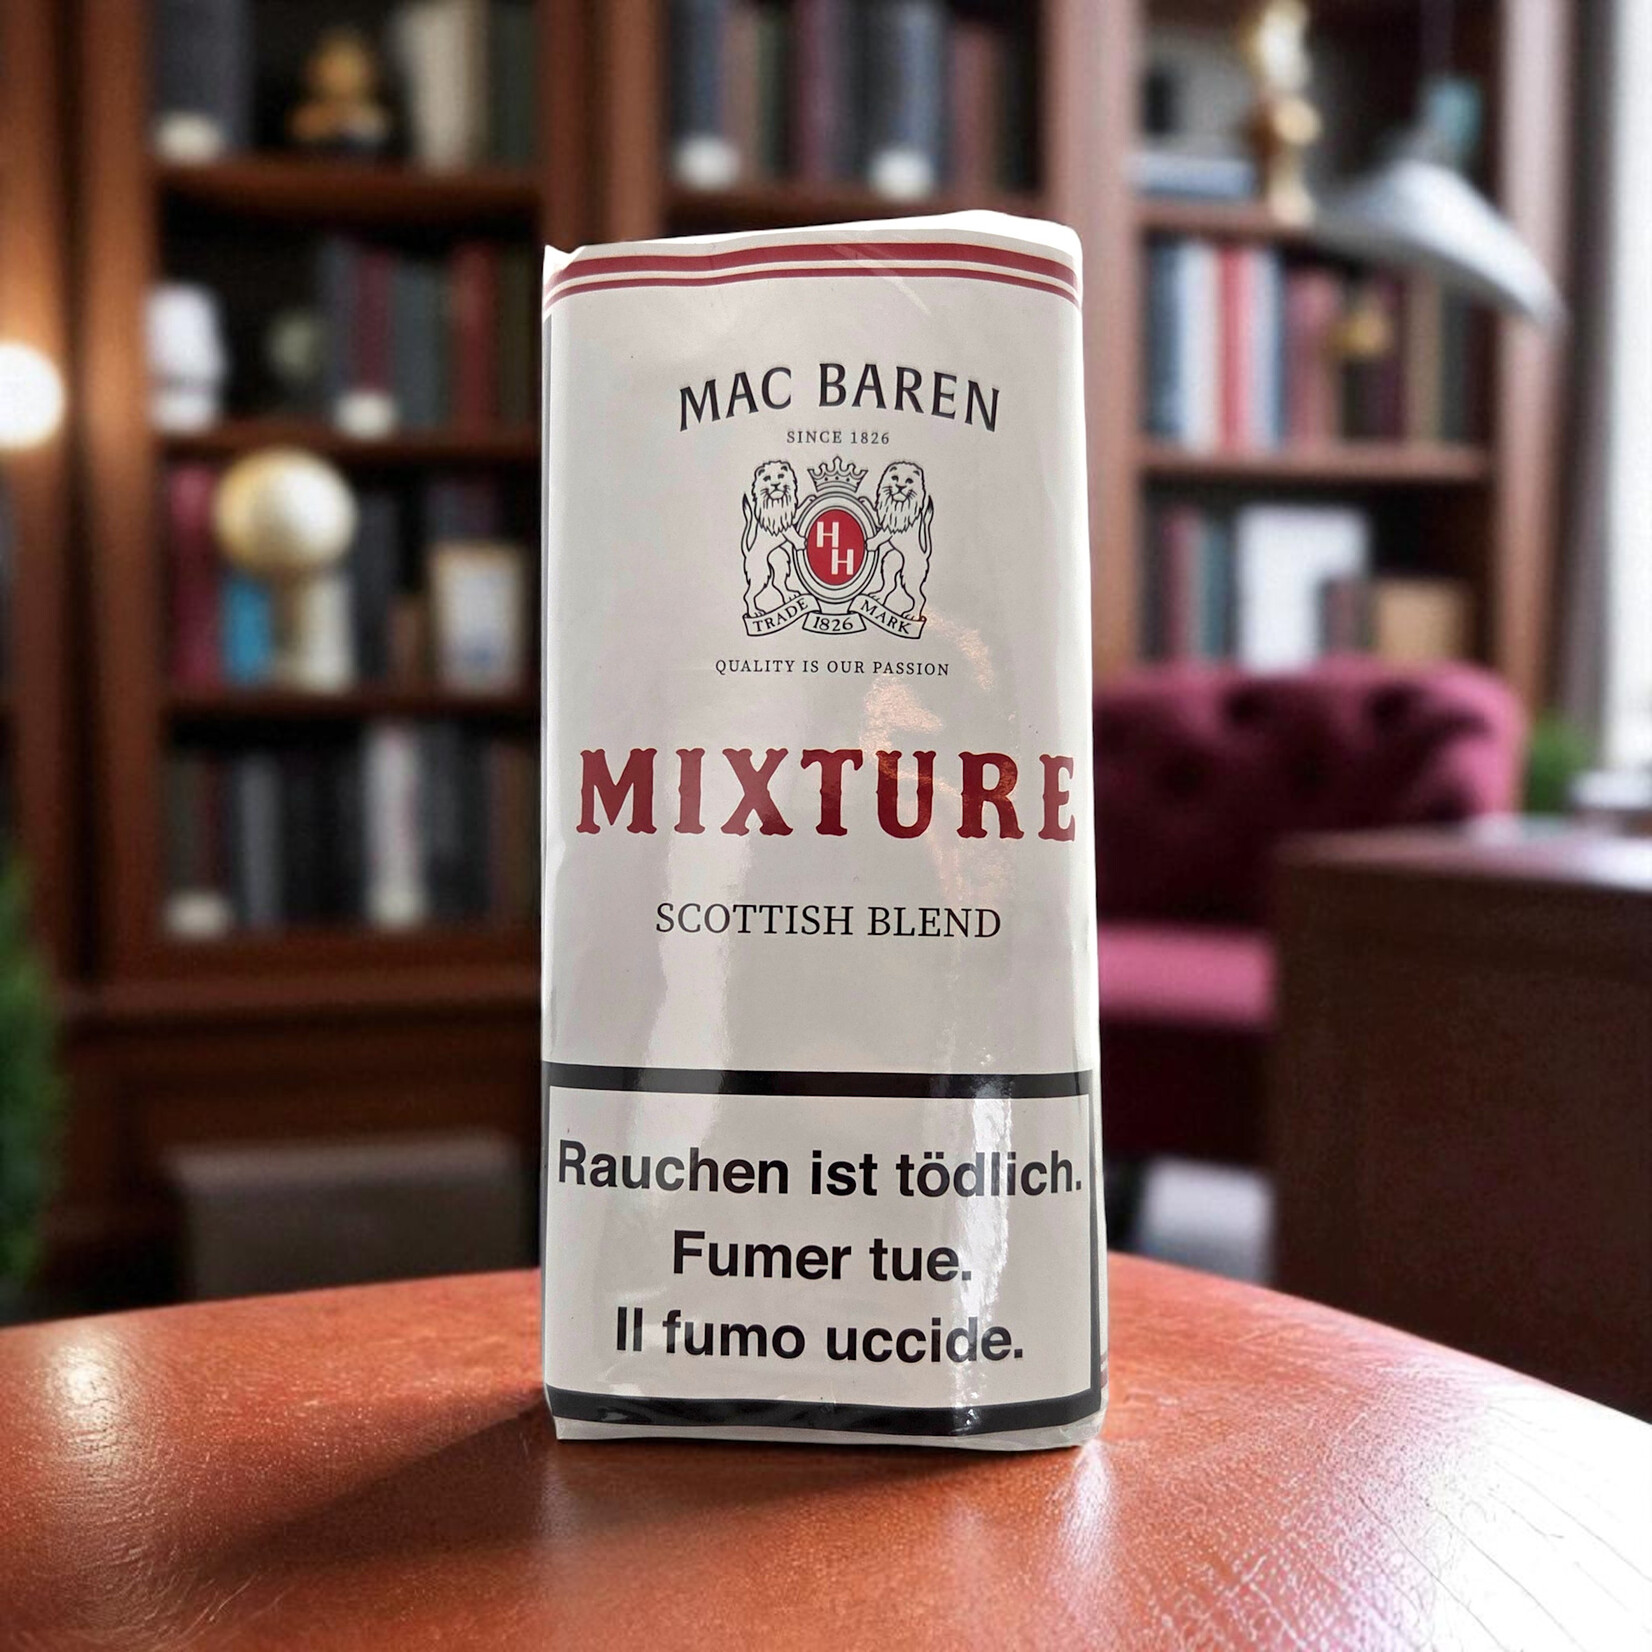 MAC BAREN
SINCE 1826
H
H
TRADE 1826 MARK
QUALITY IS OUR PASSION
MIXTURE
SCOTTISH BLEND
Rauchen ist tödlich.
Fumer tue.
Il fumo uccide.